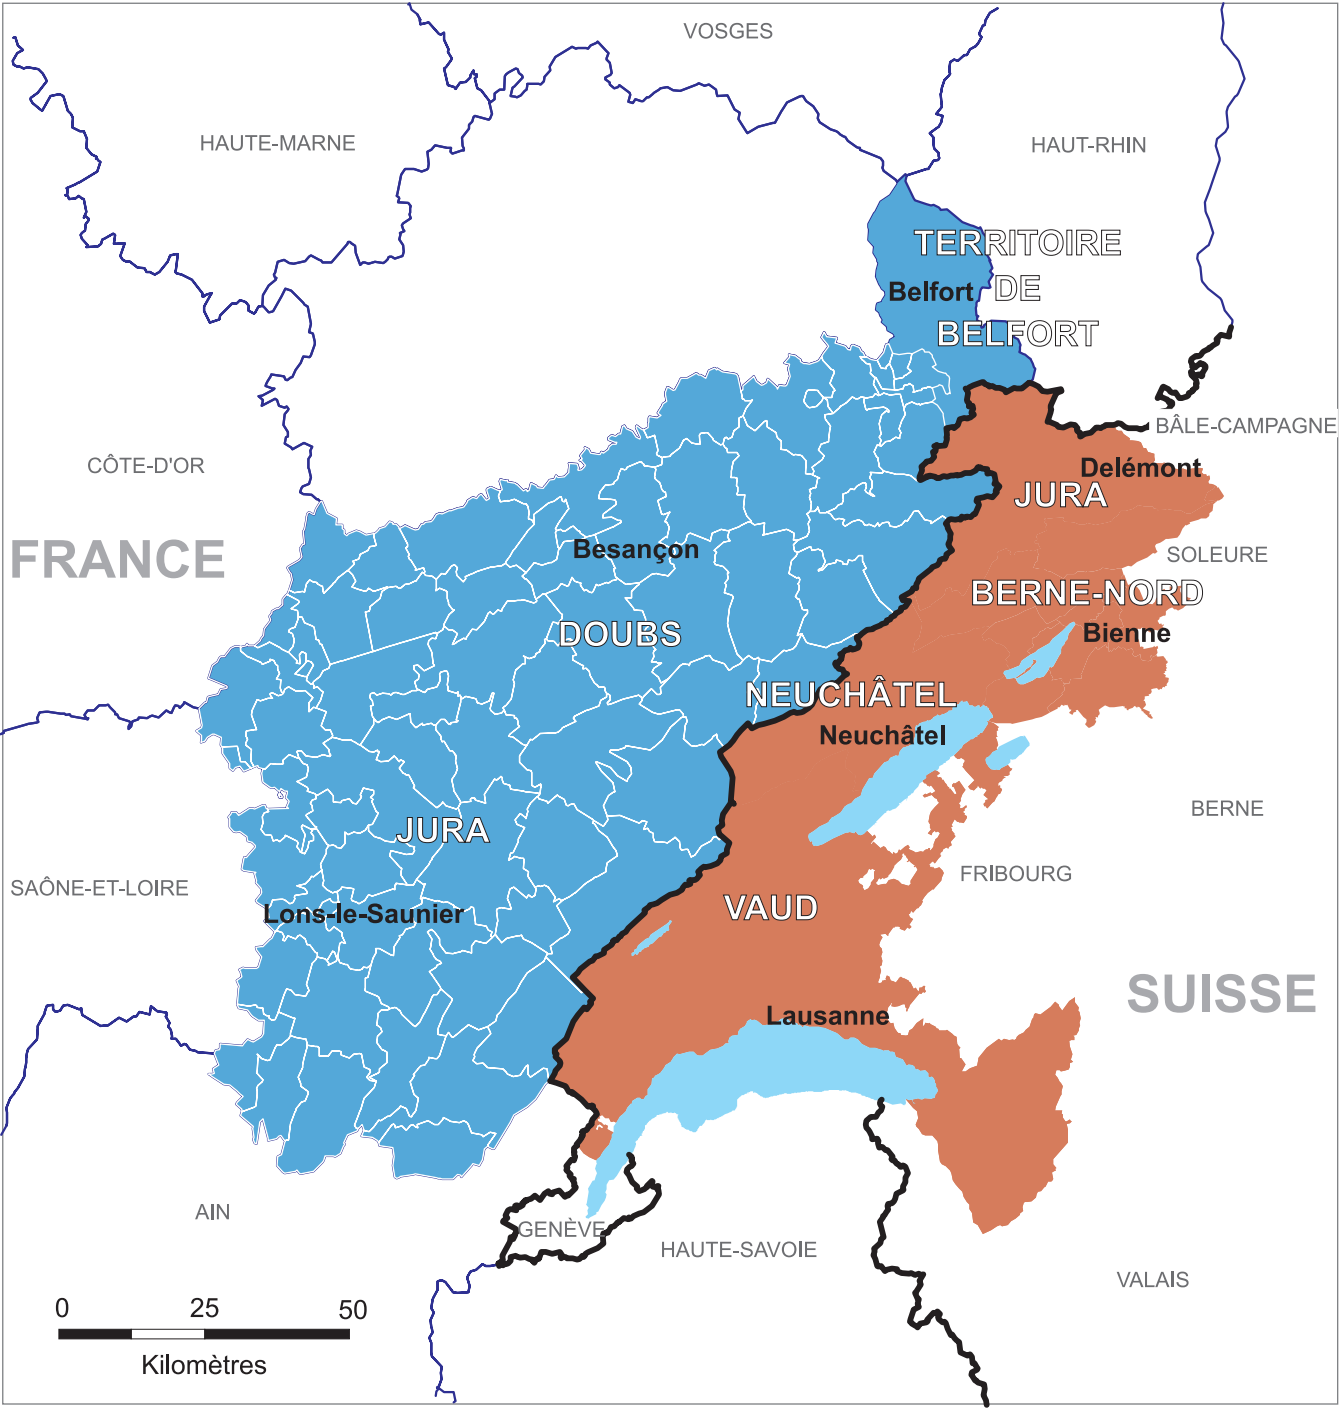 VOSGES
HAUTE-MARNE
HAUT-RHIN
TERRITOIRE
DE
BELFORT
Belfort
BÂLE-CAMPAGNE
CÔTE-D'OR
Delémont
JURA
FRANCE
Besançon
SOLEURE
BERNE-NORD
DOUBS
Bienne
NEUCHÂTEL
Neuchâtel
BERNE
JURA
SAÔNE-ET-LOIRE
FRIBOURG
Lons-le-Saunier
VAUD
SUISSE
Lausanne
AIN
GENÈVE
HAUTE-SAVOIE
VALAIS
0 25 50
Kilomètres